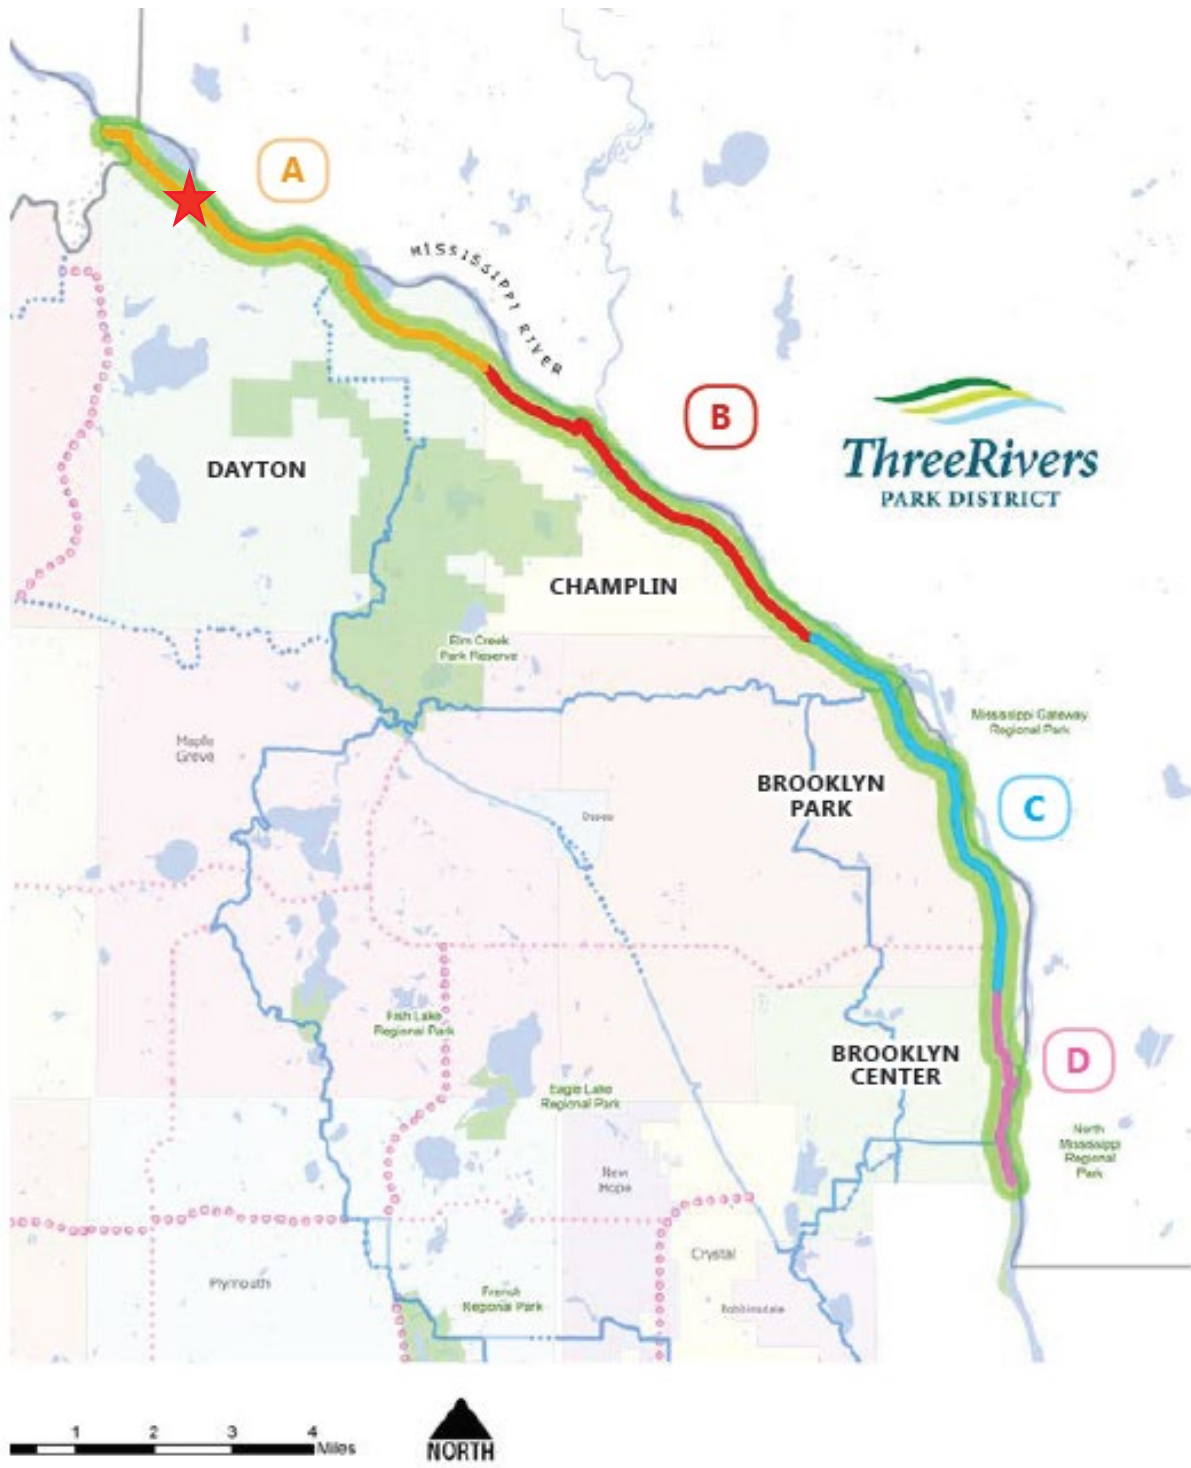 A
MISSISSIPPI RIVER
B
ThreeRivers
PARK DISTRICT
DAYTON
CHAMPLIN
Elm Creek
Park Reserve
Mississippi Gateway
Regional Park
Maple
Grove
BROOKLYN
PARK
C
Osseo
Fish Lake
Regional Park
BROOKLYN
CENTER
D
Eagle Lake
Regional Park
North
Mississippi
Regional
Park
New
Hope
Crystal
Plymouth
French
Regional Park
Robbinsdale
1 2 3 4
Miles
NORTH